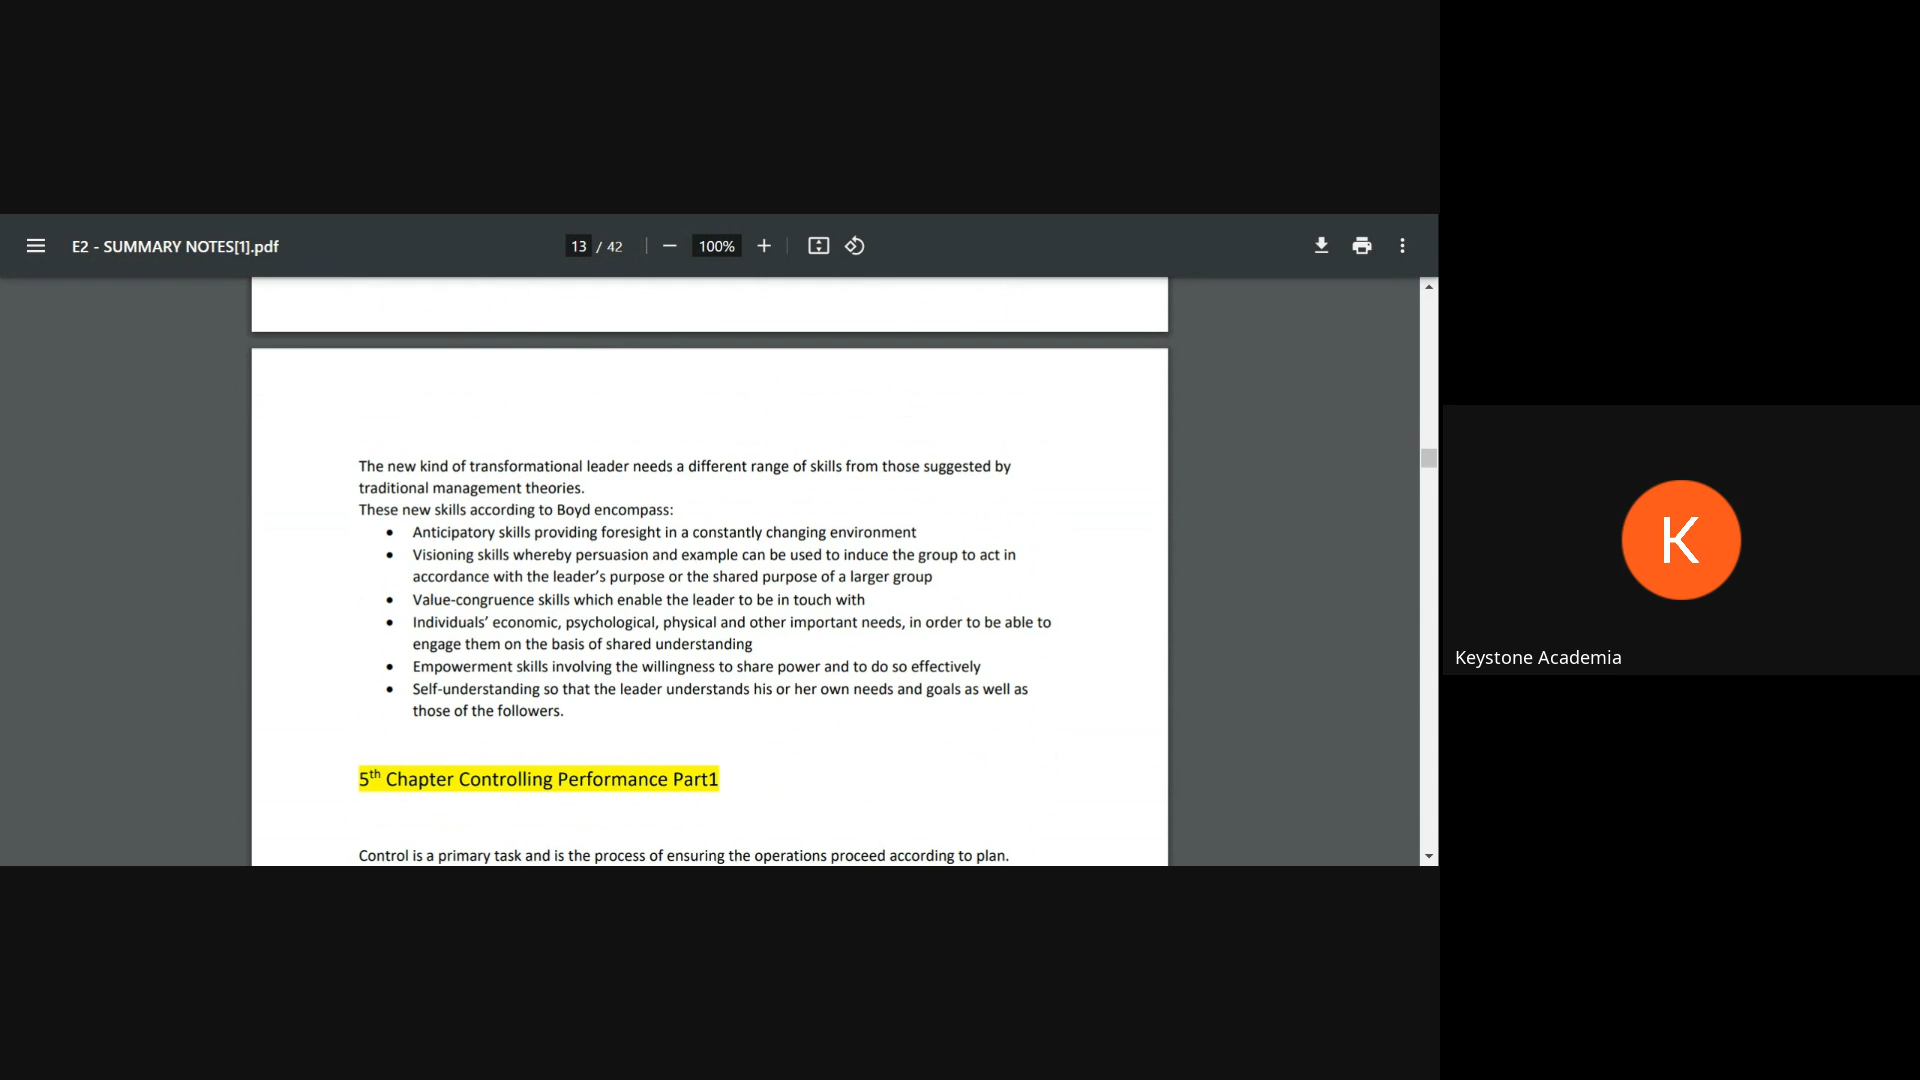 E2 - SUMMARY NOTES[1].pdf
13 / 42
100%
The new kind of transformational leader needs a different range of skills from those suggested by
traditional management theories.
These new skills according to Boyd encompass:
• Anticipatory skills providing foresight in a constantly changing environment
• Visioning skills whereby persuasion and example can be used to induce the group to act in
accordance with the leader’s purpose or the shared purpose of a larger group
• Value-congruence skills which enable the leader to be in touch with
• Individuals’ economic, psychological, physical and other important needs, in order to be able to
engage them on the basis of shared understanding
• Empowerment skills involving the willingness to share power and to do so effectively
• Self-understanding so that the leader understands his or her own needs and goals as well as
those of the followers.
5th Chapter Controlling Performance Part1
Control is a primary task and is the process of ensuring the operations proceed according to plan.
K
Keystone Academia